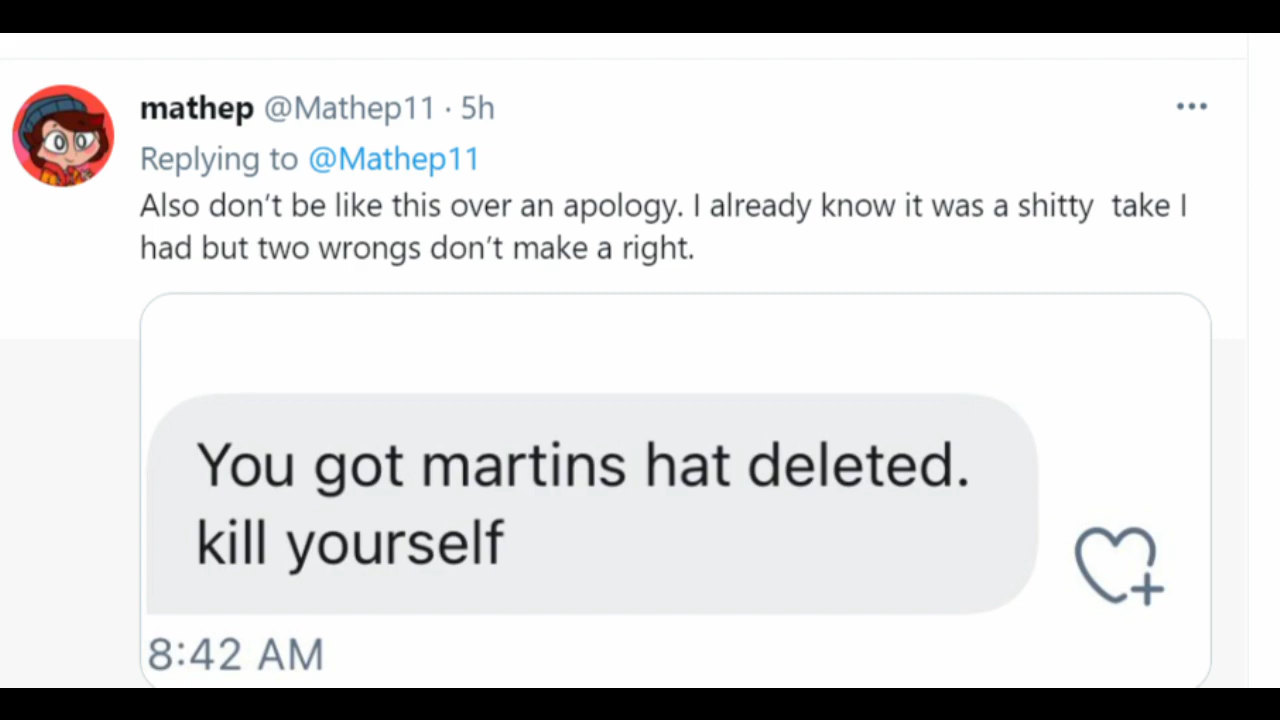 mathep @Mathep11 · 5h
Replying to @Mathep11
Also don't be like this over an apology. I already know it was a shitty  take I
had but two wrongs don't make a right.
You got martins hat deleted.
kill yourself
8:42 AM